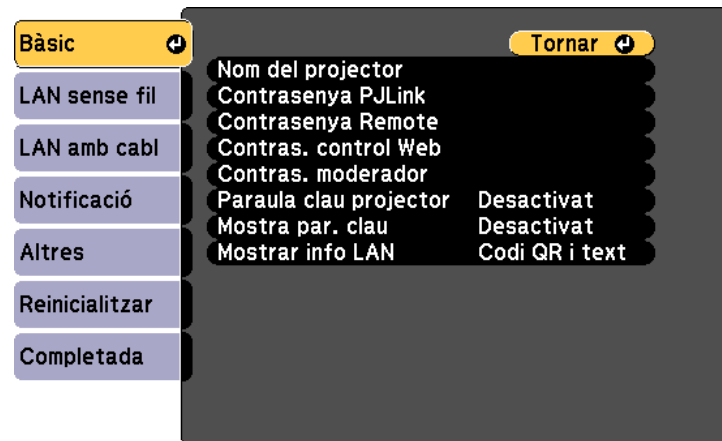 Bàsic
LAN sense fil
LAN amb cabl
Notificació
Altres
Reinicialitzar
Completada
Tornar
Nom del projector
Contrasenya PJLink
Contrasenya Remote
Contras. control Web
Contras. moderador
Paraula clau projector Desactivat
Mostra par. clau Desactivat
Mostrar info LAN Codi QR i text